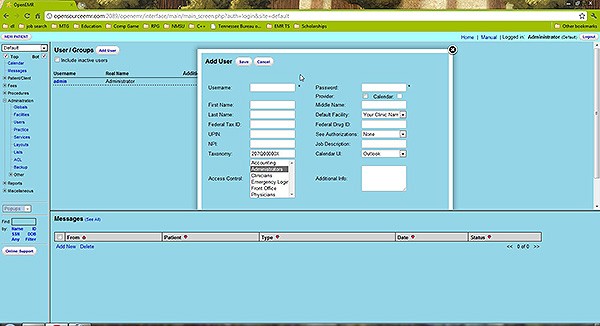 OpenEMR
opensourceemr.com:2089/openemr/interface/main/main_screen.php?auth=login&site=default
dl job search MTG Education Comp Game RPG NMSU C++ Tennessee Bureau o... EMR TS Scholerships Other bookmarks
NEW PATIENT
Home | Manual | Logged in: Administrator (Default) Logout
Default
Top Bot
Calendar
Messages
Patient/Client
Fees
Procedures
Administration
Globals
Facilities
Users
Practice
Services
Layouts
Lists
ACL
Backup
Other
Reports
Miscellaneous
Popups
Find:
by: Name ID
SSN DOB
Any Filter
Online Support
User / Groups Add User
Include inactive users
Username Real Name Additi
admin Administrator
Add User Save Cancel
Username: * Password: *
Provider: Calendar:
First Name: Middle Name:
Last Name: Default Facility: Your Clinic Nam
Federal Tax ID: Federal Drug ID:
UPIN See Authorizations: None
NPI Job Description:
Taxonomy: 207Q00000X Calendar UI: Outlook
Access Control: Additional Info:
Accounting
Administrators
Clinicians
Emergency Login
Front Office
Physicians
Messages (See All)
From Patient Type Date Status
Add New Delete << 0 of 0 >>